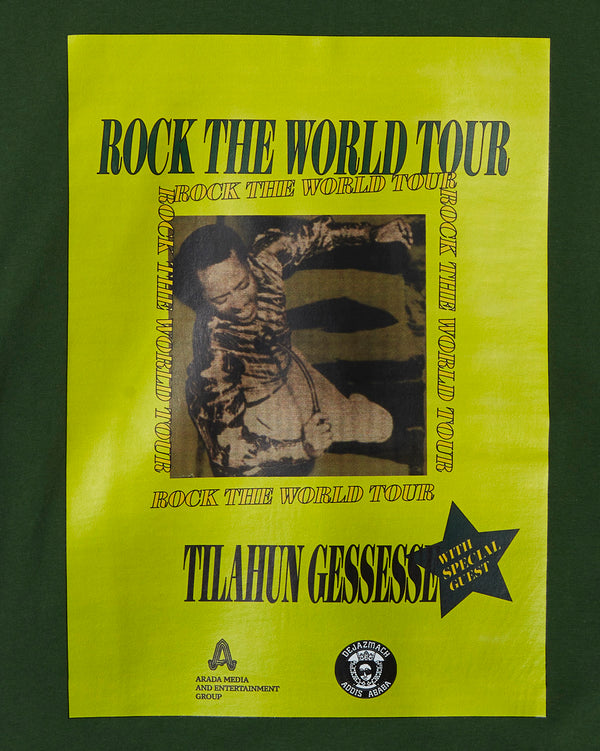 ROCK THE WORLD TOUR
ROCK THE WORLD TOUR
ROCK THE WORLD TOUR
ROCK THE WORLD TOUR
ROCK THE WORLD TOUR
TILAHUN GESSESSE
WITH
SPECIAL
GUEST
ARADA MEDIA
AND ENTERTAINMENT
GROUP
DEJAZMACH
ADDIS ABABA